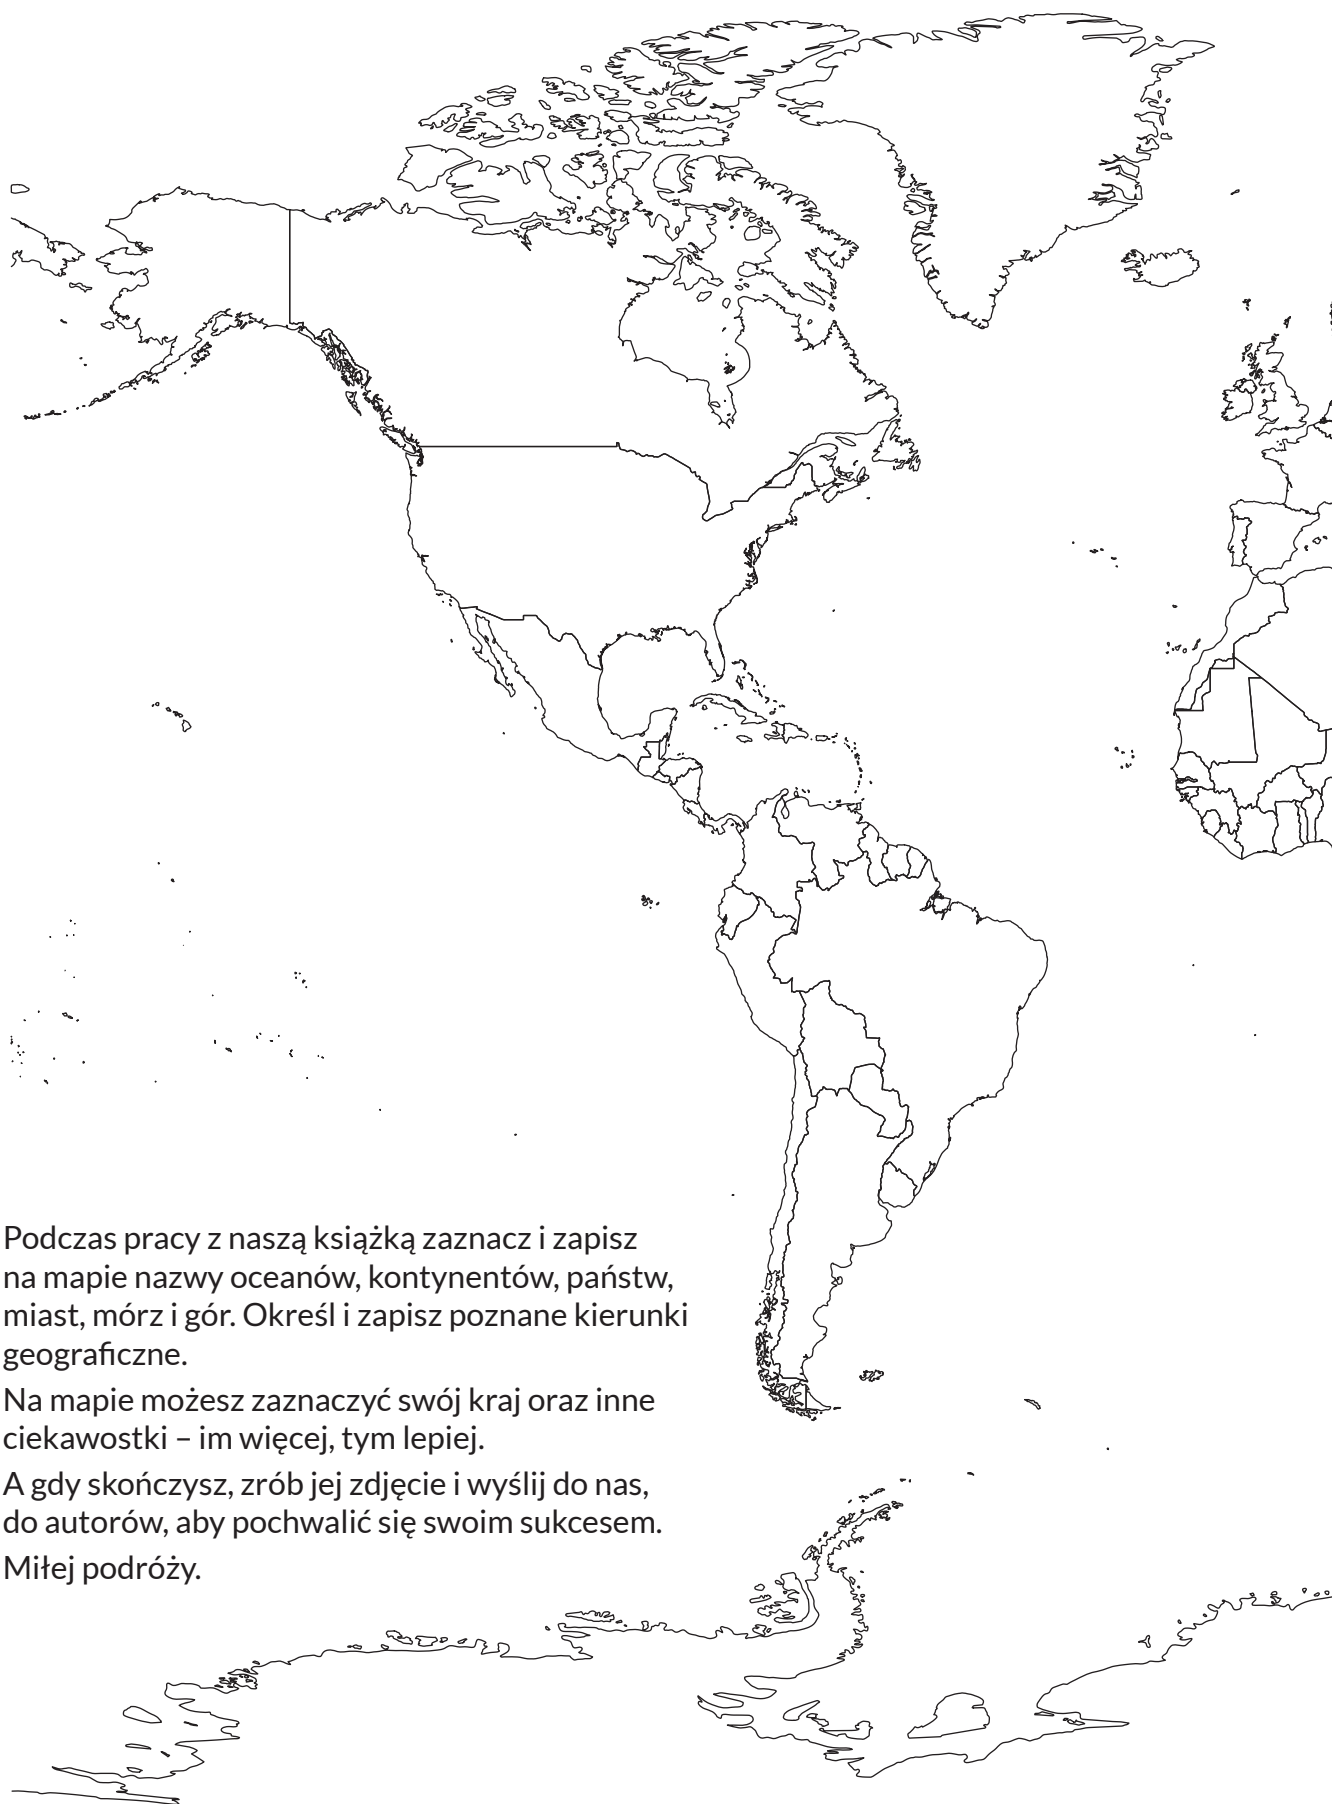 Podczas pracy z naszą książką zaznacz i zapisz
na mapie nazwy oceanów, kontynentów, państw,
miast, mórz i gór. Określ i zapisz poznane kierunki
geograficzne.
Na mapie możesz zaznaczyć swój kraj oraz inne
ciekawostki – im więcej, tym lepiej.
A gdy skończysz, zrób jej zdjęcie i wyślij do nas,
do autorów, aby pochwalić się swoim sukcesem.
Miłej podróży.